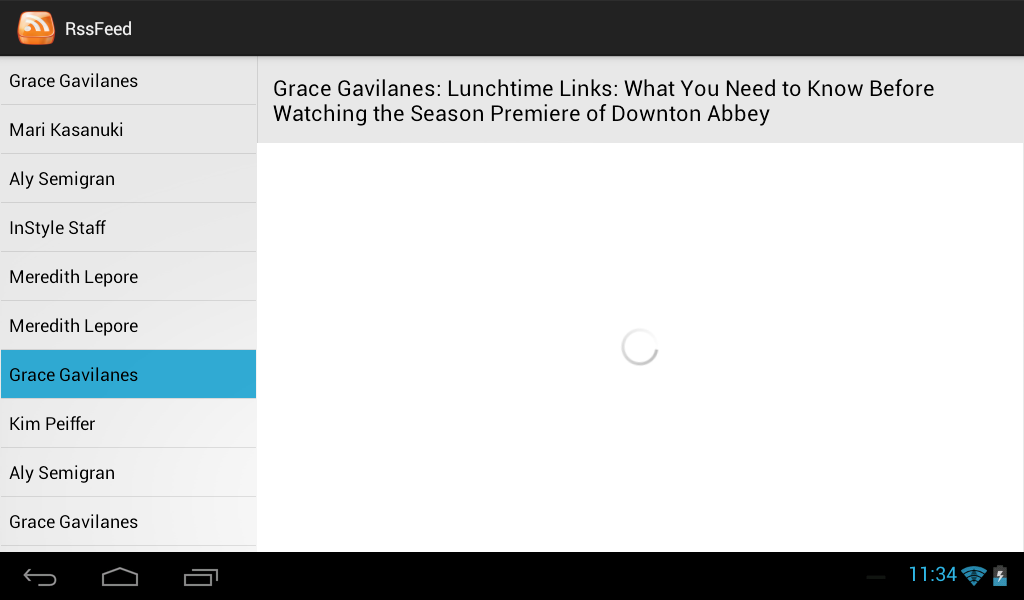 RssFeed
Grace Gavilanes
Mari Kasanuki
Aly Semigran
InStyle Staff
Meredith Lepore
Meredith Lepore
Grace Gavilanes
Kim Peiffer
Aly Semigran
Grace Gavilanes
Grace Gavilanes: Lunchtime Links: What You Need to Know Before
Watching the Season Premiere of Downton Abbey
11:34